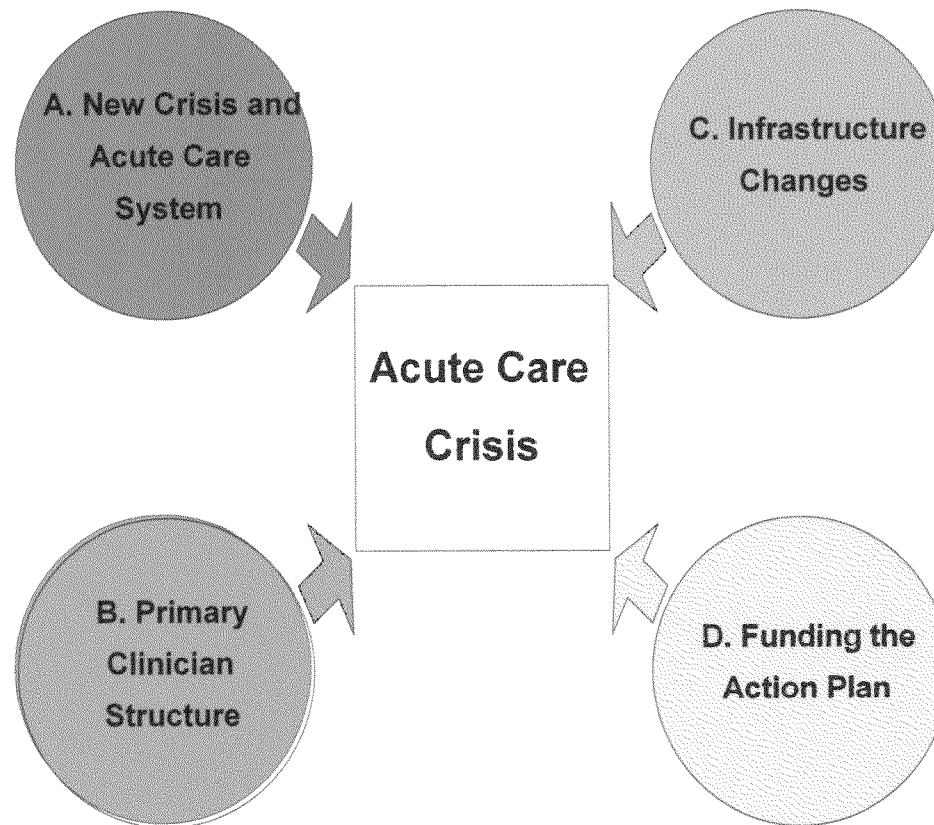 A. New Crisis and
Acute Care
System
C. Infrastructure
Changes
Acute Care
Crisis
B. Primary
Clinician
Structure
D. Funding the
Action Plan